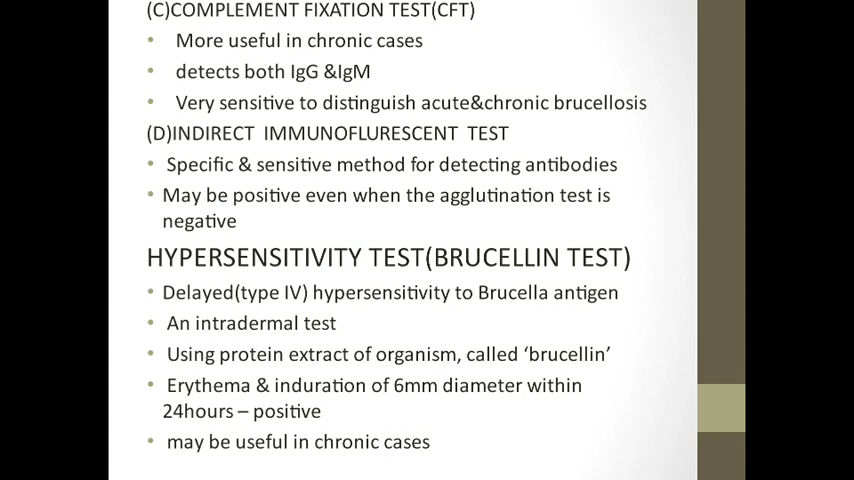 (C)COMPLEMENT FIXATION TEST(CFT)
• More useful in chronic cases
• detects both IgG &IgM
• Very sensitive to distinguish acute&chronic brucellosis
(D)INDIRECT IMMUNOFLURESCENT TEST
• Specific & sensitive method for detecting antibodies
• May be positive even when the agglutination test is
negative
HYPERSENSITIVITY TEST(BRUCELLIN TEST)
• Delayed(type IV) hypersensitivity to Brucella antigen
• An intradermal test
• Using protein extract of organism, called ‘brucellin’
• Erythema & induration of 6mm diameter within
24hours – positive
• may be useful in chronic cases